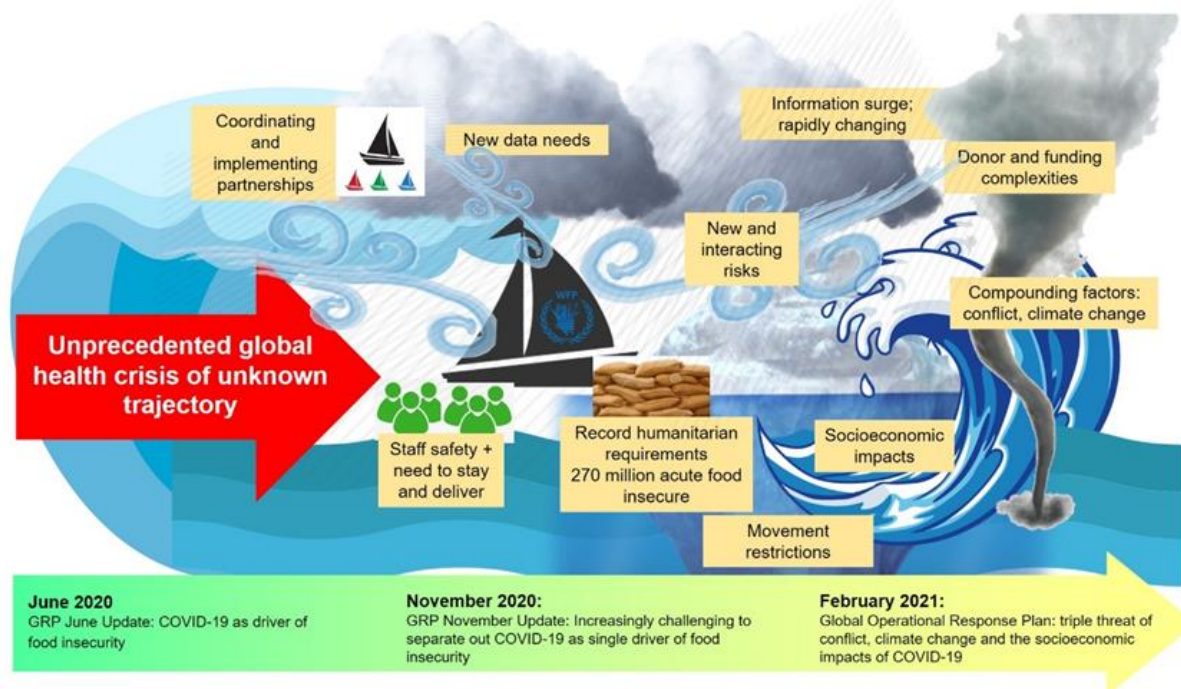 Coordinating
and
implementing
partnerships
New data needs
Information surge;
rapidly changing
Donor and funding
complexities
New and
interacting
risks
Compounding factors:
conflict, climate change
Unprecedented global
health crisis of unknown
trajectory
WFP
Staff safety +
need to stay
and deliver
Record humanitarian
requirements
270 million acute food
insecure
Socioeconomic
impacts
Movement
restrictions
June 2020
GRP June Update: COVID-19 as driver of
food insecurity
November 2020:
GRP November Update: Increasingly challenging to
separate out COVID-19 as single driver of food
insecurity
February 2021:
Global Operational Response Plan: triple threat of
conflict, climate change and the socioeconomic
impacts of COVID-19